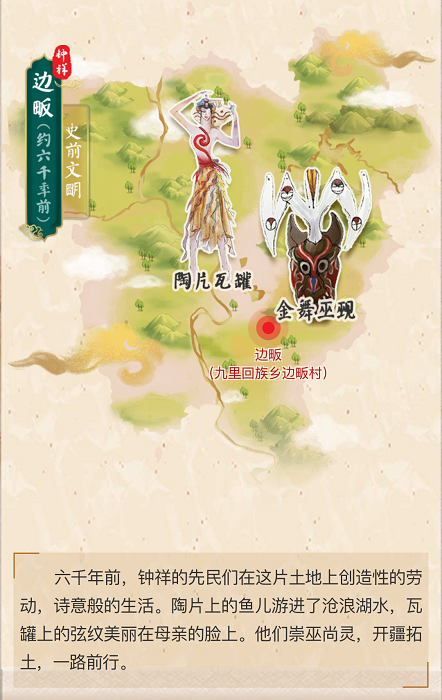 钟祥
边畈（约六千年前）
史前文明
陶片瓦罐
金舞巫觋
边畈
(九里回族乡边畈村)
六千年前，钟祥的先民们在这片土地上创造性的劳
动，诗意般的生活。陶片上的鱼儿游进了沧浪湖水，瓦
罐上的弦纹美丽在母亲的脸上。他们崇巫尚灵，开疆拓
土，一路前行。